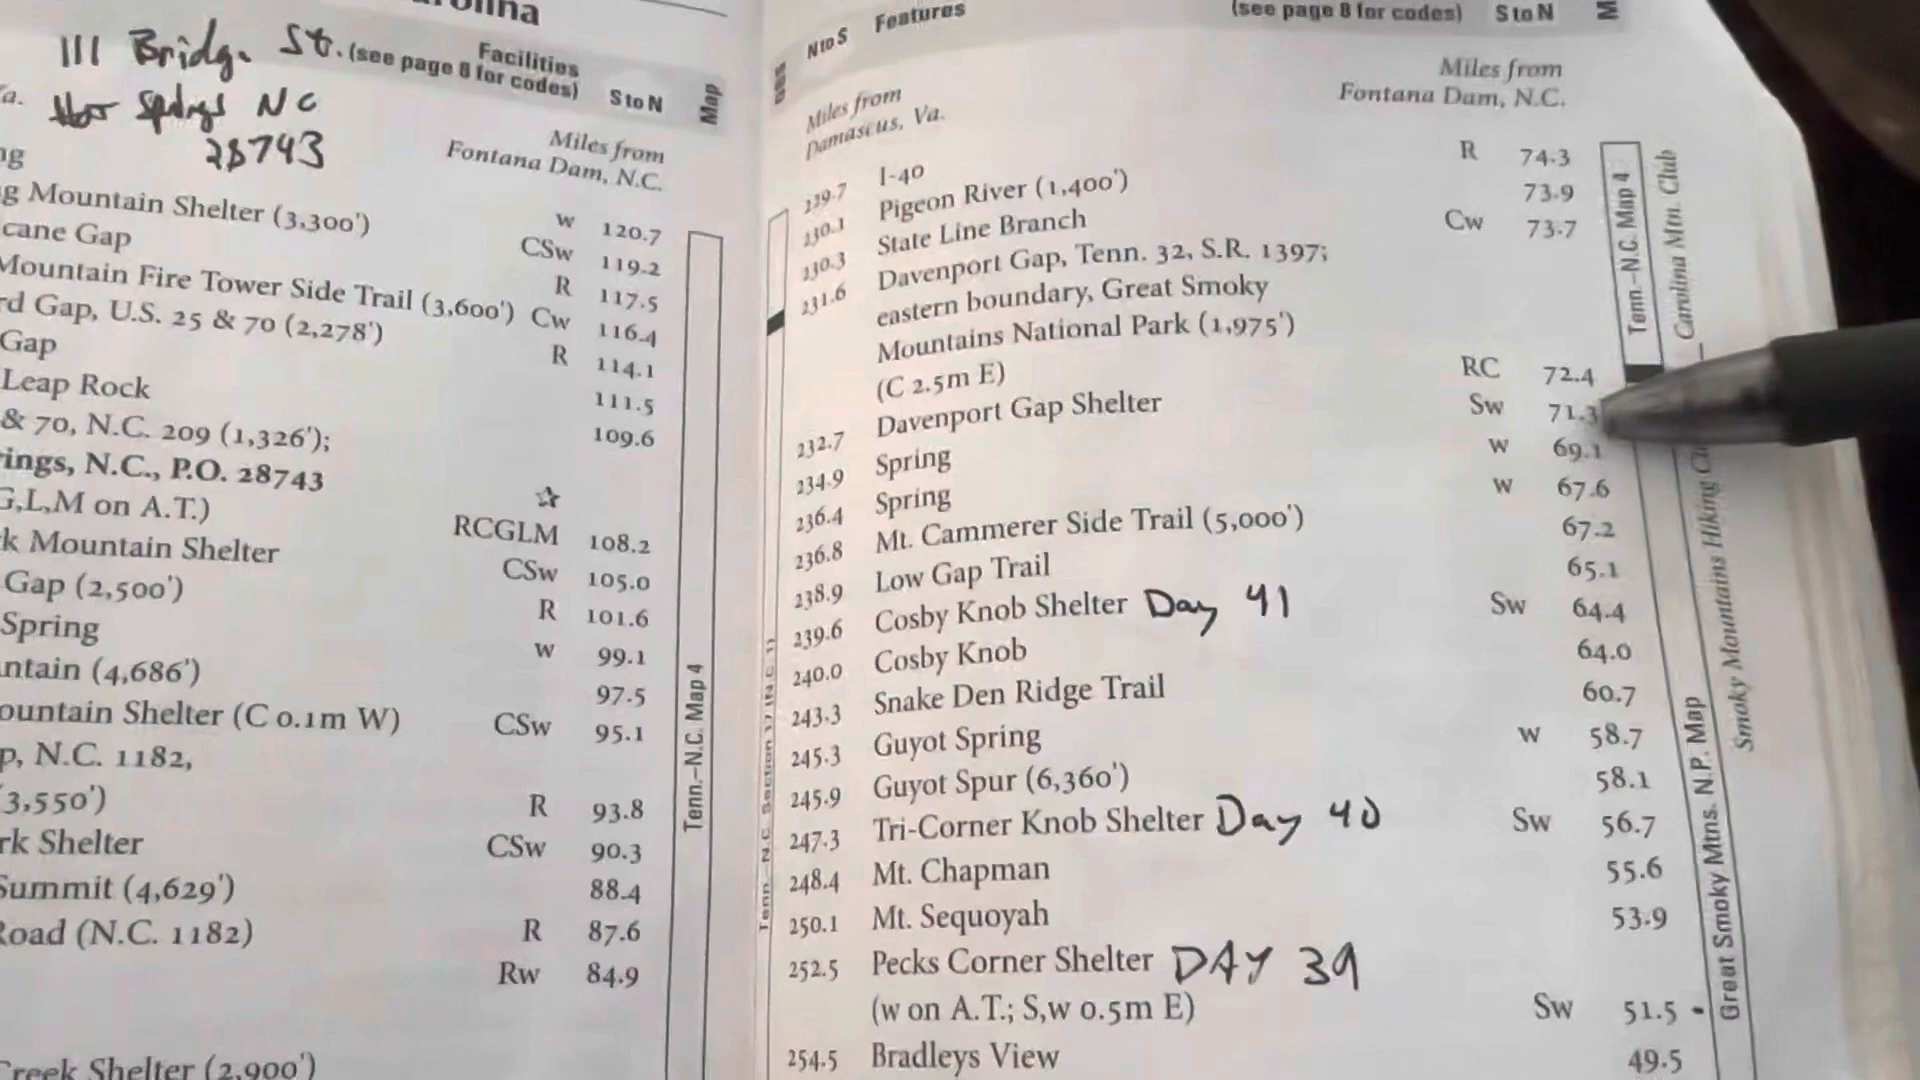 rolina
111 Bridge St.
Hot Springs NC
28743
Facilities
(see page 8 for codes) S to N Map
Miles from
Fontana Dam, N.C.
g Mountain Shelter (3,300') w 120.7
cane Gap CSw 119.2
Mountain Fire Tower Side Trail (3,600') R 117.5
rd Gap, U.S. 25 & 70 (2,278') Cw 116.4
Gap R 114.1
Leap Rock 111.5
& 70, N.C. 209 (1,326'); 109.6
ings, N.C., P.O. 28743
G,L,M on A.T.) RCGLM 108.2
k Mountain Shelter CSw 105.0
Gap (2,500') R 101.6
Spring w 99.1
ntain (4,686') 97.5
ountain Shelter (C 0.1m W) CSw 95.1
p, N.C. 1182,
3,550') R 93.8
rk Shelter CSw 90.3
Summit (4,629') 88.4
Road (N.C. 1182) R 87.6
Rw 84.9
Creek Shelter (2,900')
Tenn.–N.C. Map 4
N to S Features (see page 8 for codes) S to N
Miles from
Damascus, Va.
Miles from
Fontana Dam, N.C.
229.7 I-40 R 74.3
230.1 Pigeon River (1,400') 73.9
230.3 State Line Branch Cw 73.7
231.6 Davenport Gap, Tenn. 32, S.R. 1397;
eastern boundary, Great Smoky
Mountains National Park (1,975')
(C 2.5m E) RC 72.4
232.7 Davenport Gap Shelter Sw 71.3
234.9 Spring w 69.1
236.4 Spring w 67.6
236.8 Mt. Cammerer Side Trail (5,000') 67.2
238.9 Low Gap Trail 65.1
239.6 Cosby Knob Shelter Day 41 Sw 64.4
240.0 Cosby Knob 64.0
243.3 Snake Den Ridge Trail 60.7
245.3 Guyot Spring w 58.7
245.9 Guyot Spur (6,360') 58.1
247.3 Tri-Corner Knob Shelter Day 40 Sw 56.7
248.4 Mt. Chapman 55.6
250.1 Mt. Sequoyah 53.9
252.5 Pecks Corner Shelter DAY 39
(w on A.T.; S,w 0.5m E) Sw 51.5 -
254.5 Bradleys View 49.5
Tenn.–N.C. Map 4
Carolina Mtn. Club
Great Smoky Mtns. N.P. Map
Smoky Mountains Hiking